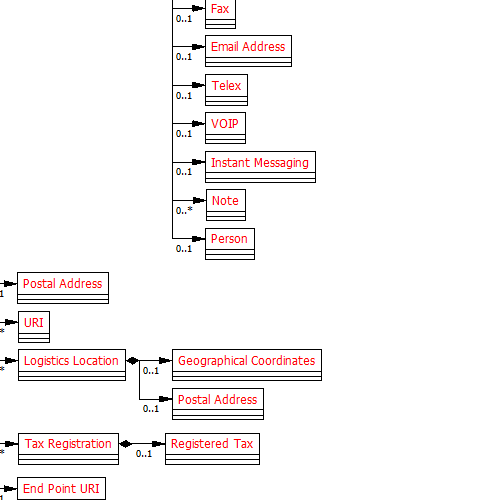 Fax
0..1
Email Address
0..1
Telex
0..1
VOIP
0..1
Instant Messaging
0..1
Note
0..*
Person
0..1
Postal Address
1
URI
*
Logistics Location
*
Geographical Coordinates
0..1
Postal Address
0..1
Tax Registration
*
Registered Tax
0..1
End Point URI
1